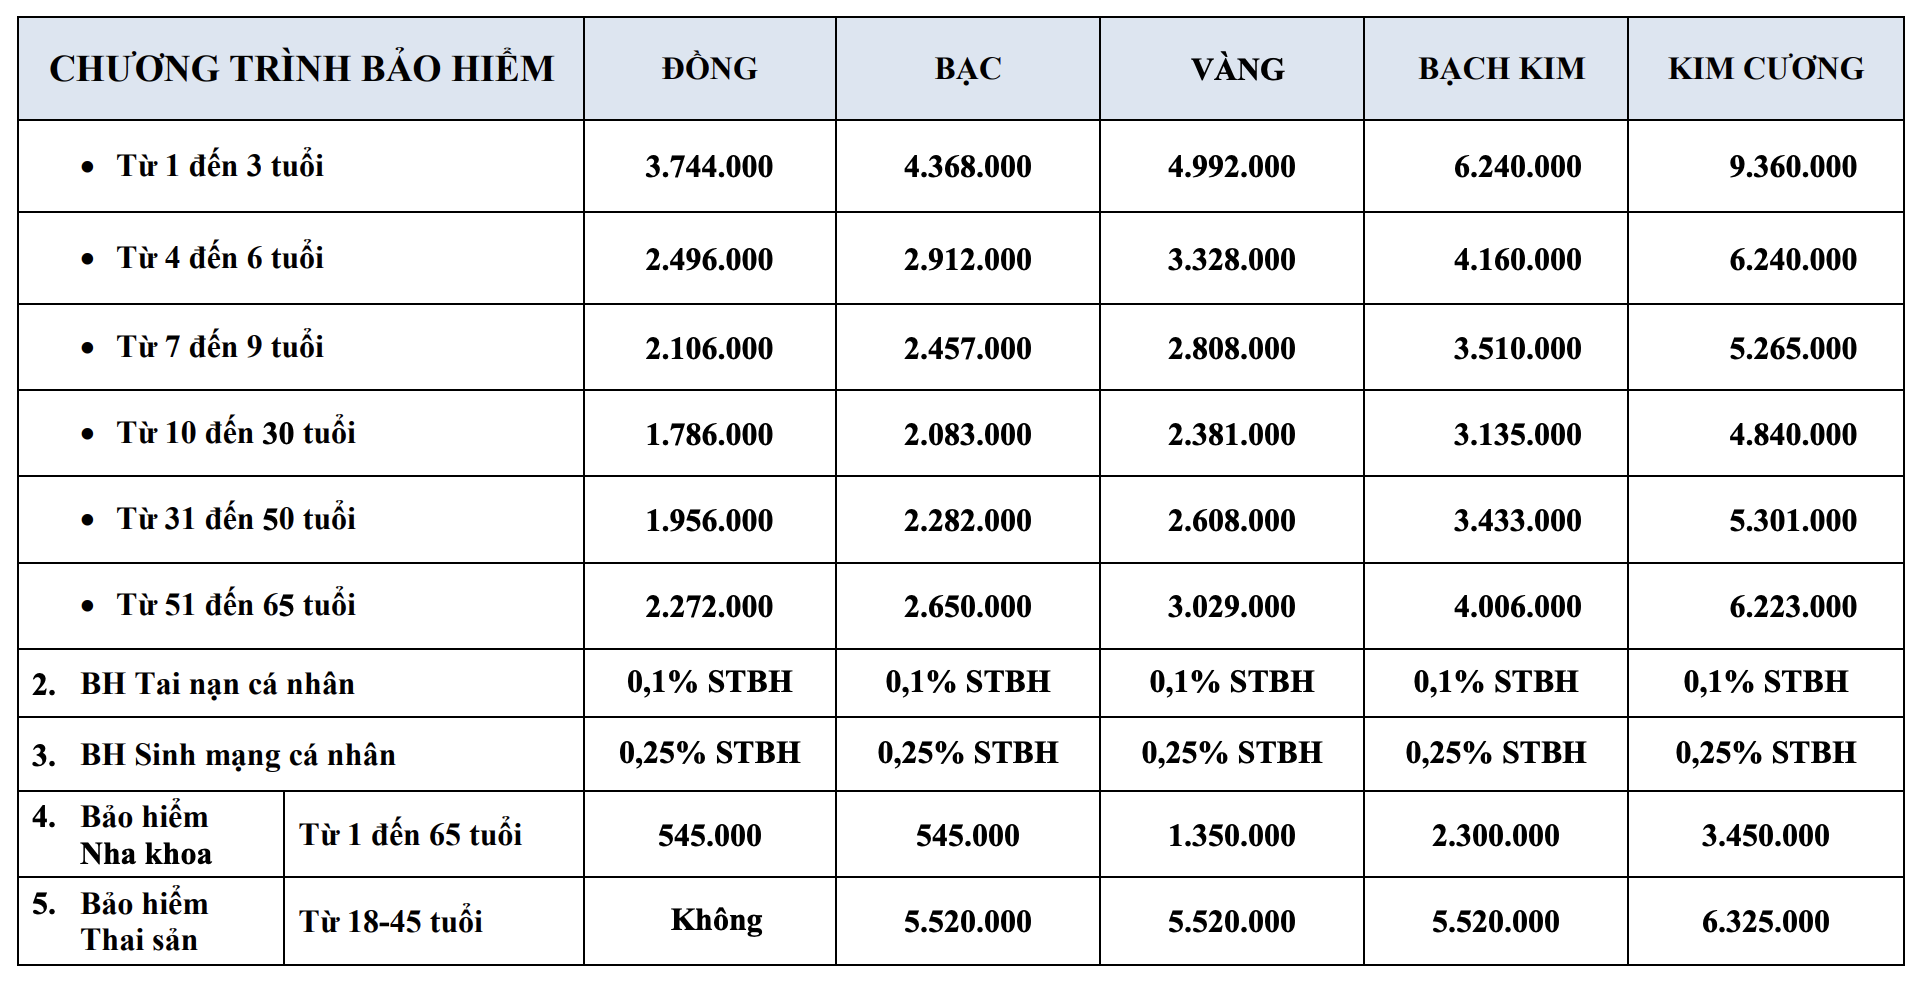 CHƯƠNG TRÌNH BẢO HIỂM ĐỒNG BẠC VÀNG BẠCH KIM KIM CƯƠNG
• Từ 1 đến 3 tuổi 3.744.000 4.368.000 4.992.000 6.240.000 9.360.000
• Từ 4 đến 6 tuổi 2.496.000 2.912.000 3.328.000 4.160.000 6.240.000
• Từ 7 đến 9 tuổi 2.106.000 2.457.000 2.808.000 3.510.000 5.265.000
• Từ 10 đến 30 tuổi 1.786.000 2.083.000 2.381.000 3.135.000 4.840.000
• Từ 31 đến 50 tuổi 1.956.000 2.282.000 2.608.000 3.433.000 5.301.000
• Từ 51 đến 65 tuổi 2.272.000 2.650.000 3.029.000 4.006.000 6.223.000
2. BH Tai nạn cá nhân 0,1% STBH 0,1% STBH 0,1% STBH 0,1% STBH 0,1% STBH
3. BH Sinh mạng cá nhân 0,25% STBH 0,25% STBH 0,25% STBH 0,25% STBH 0,25% STBH
4. Bảo hiểm
Nha khoa Từ 1 đến 65 tuổi 545.000 545.000 1.350.000 2.300.000 3.450.000
5. Bảo hiểm
Thai sản Từ 18-45 tuổi Không 5.520.000 5.520.000 5.520.000 6.325.000